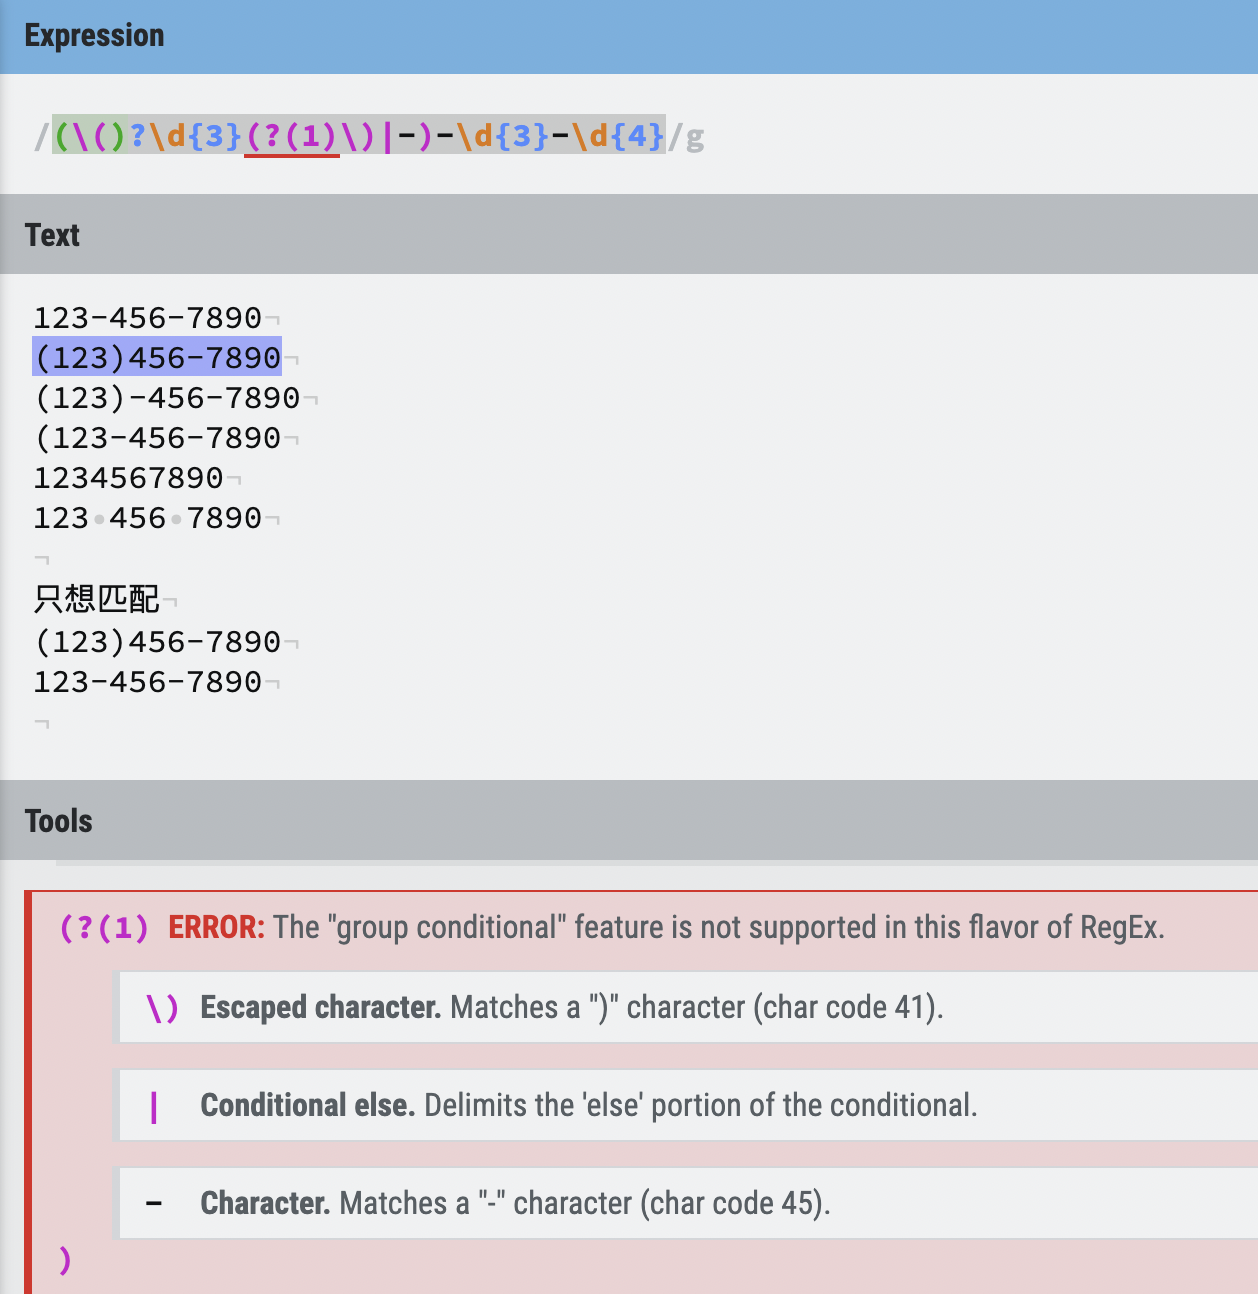 Expression
/(\()?\d{3}(?(1)\)|-)-\d{3}-\d{4}/g
Text
123-456-7890¬
(123)456-7890¬
(123)-456-7890¬
(123-456-7890¬
1234567890¬
123•456•7890¬
¬
只想匹配¬
(123)456-7890¬
123-456-7890¬
¬
Tools
(?(1) ERROR: The "group conditional" feature is not supported in this flavor of RegEx.
\) Escaped character. Matches a ")" character (char code 41).
| Conditional else. Delimits the 'else' portion of the conditional.
- Character. Matches a "-" character (char code 45).
)